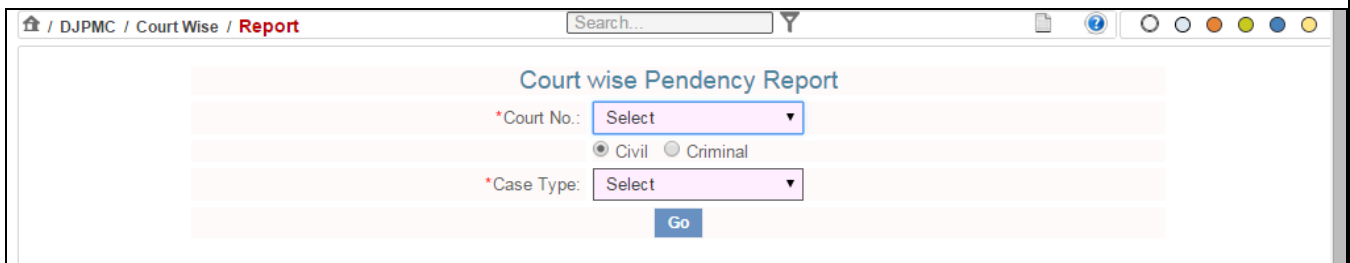 / DJPMC / Court Wise / Report Search...
Court wise Pendency Report
*Court No.: Select
Civil Criminal
*Case Type: Select
Go